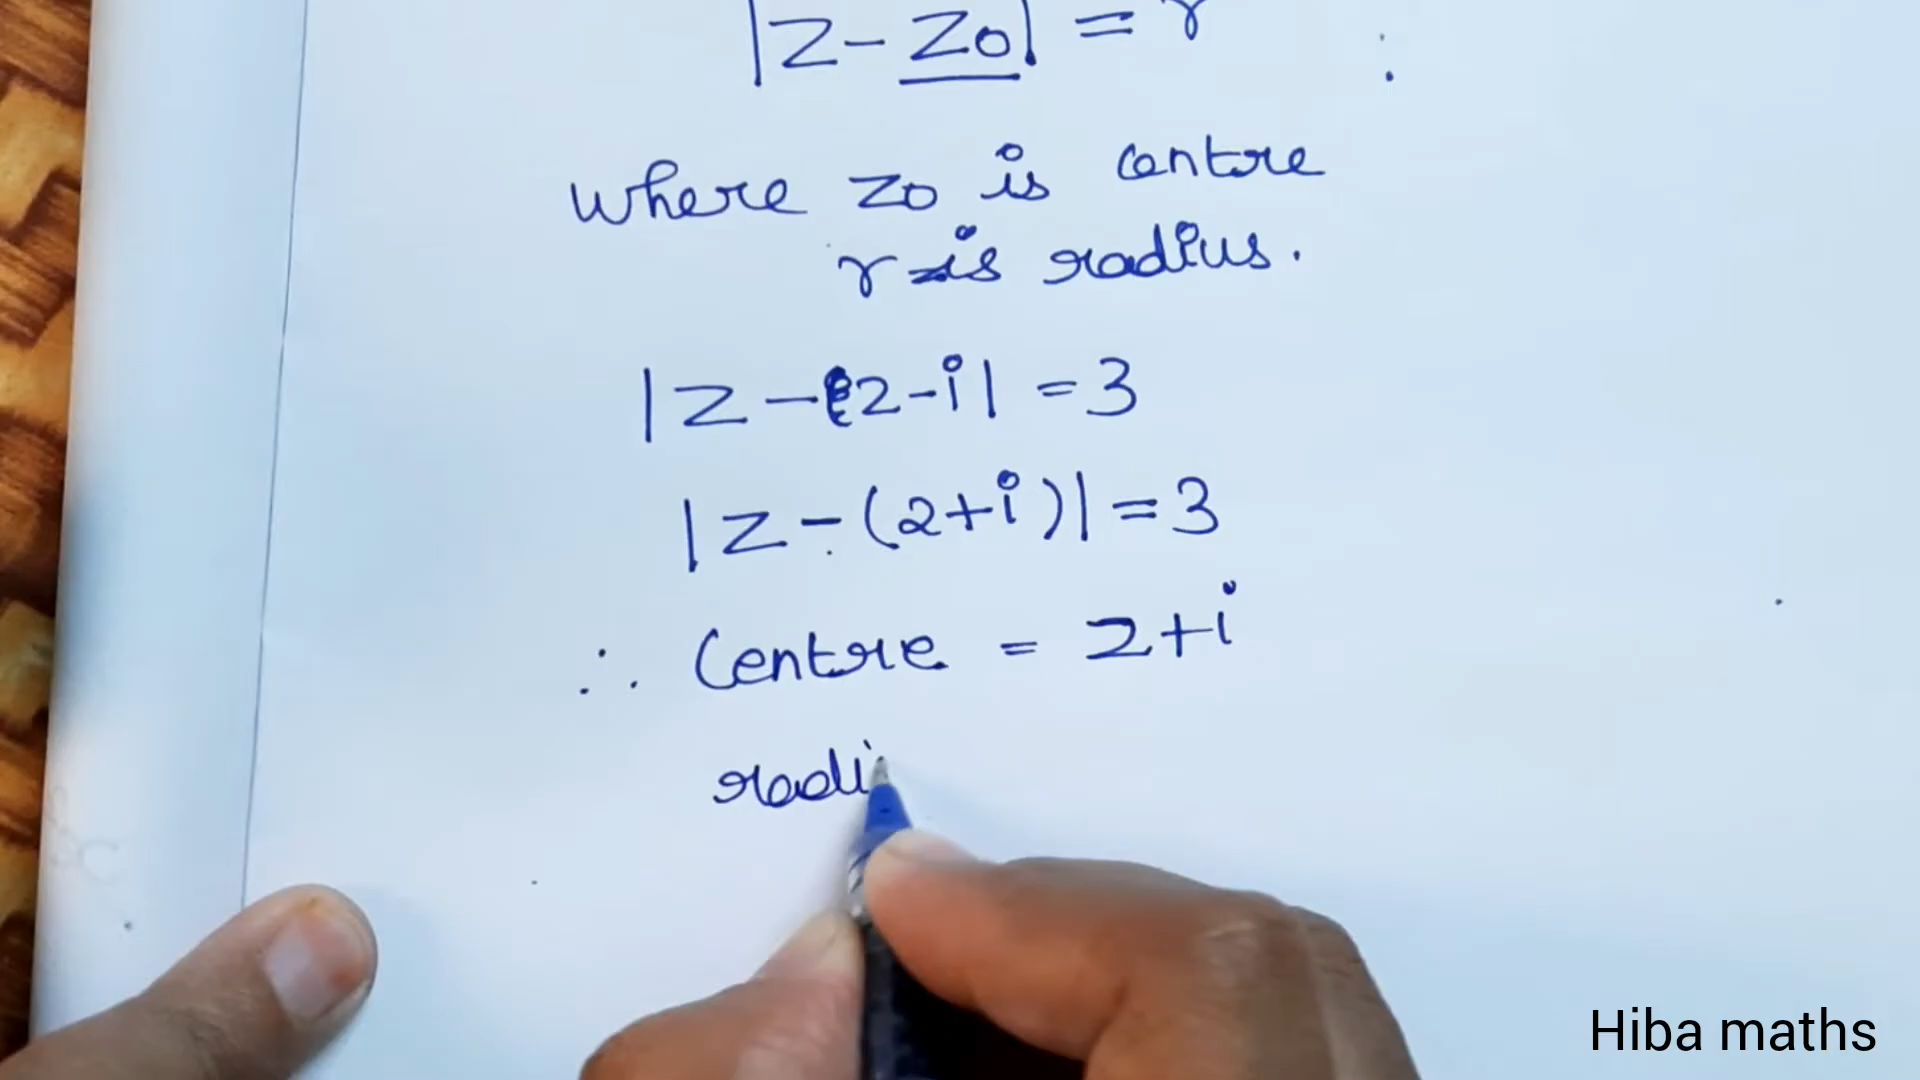 |z - z0| = r
where z0 is centre
r is radius.
|z - 2 - i| = 3
|z - (2 + i)| = 3
∴ Centre = 2 + i
radi
Hiba maths